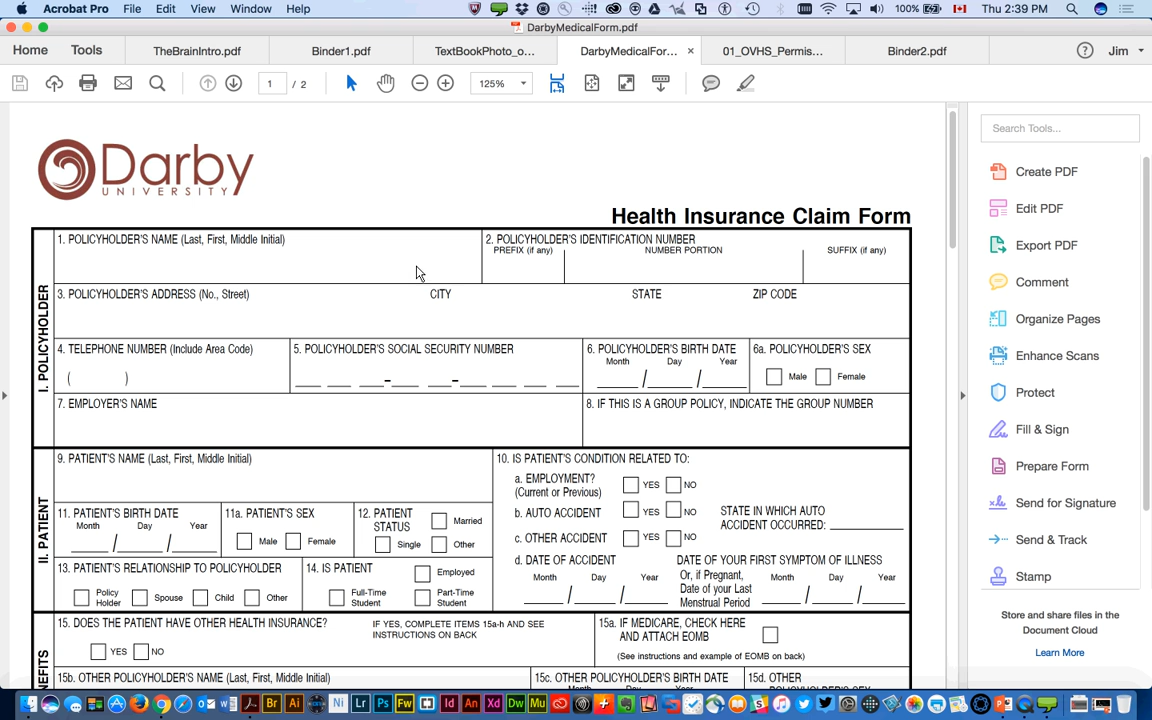 Acrobat Pro File Edit View Window Help 100% Thu 2:39 PM
DarbyMedicalForm.pdf
Home Tools TheBrainIntro.pdf Binder1.pdf TextBookPhoto_o... DarbyMedicalFor... × 01_OVHS_Permis... Binder2.pdf ? Jim
1 / 2 125%
Search Tools...
Create PDF
Edit PDF
Export PDF
Comment
Organize Pages
Enhance Scans
Protect
Fill & Sign
Prepare Form
Send for Signature
Send & Track
Stamp
Store and share files in the
Document Cloud
Learn More
Darby
UNIVERSITY
Health Insurance Claim Form
I. POLICYHOLDER
1. POLICYHOLDER'S NAME (Last, First, Middle Initial)
2. POLICYHOLDER'S IDENTIFICATION NUMBER
PREFIX (if any) NUMBER PORTION SUFFIX (if any)
3. POLICYHOLDER'S ADDRESS (No., Street) CITY STATE ZIP CODE
4. TELEPHONE NUMBER (Include Area Code)
( )
5. POLICYHOLDER'S SOCIAL SECURITY NUMBER
6. POLICYHOLDER'S BIRTH DATE
Month Day Year
6a. POLICYHOLDER'S SEX
Male Female
7. EMPLOYER'S NAME
8. IF THIS IS A GROUP POLICY, INDICATE THE GROUP NUMBER
II. PATIENT
9. PATIENT'S NAME (Last, First, Middle Initial)
10. IS PATIENT'S CONDITION RELATED TO:
a. EMPLOYMENT? YES NO
(Current or Previous)
b. AUTO ACCIDENT YES NO
STATE IN WHICH AUTO
ACCIDENT OCCURRED:
c. OTHER ACCIDENT YES NO
d. DATE OF ACCIDENT
Month Day Year
DATE OF YOUR FIRST SYMPTOM OF ILLNESS
Or, if Pregnant,
Date of your Last
Menstrual Period
Month Day Year
11. PATIENT'S BIRTH DATE
Month Day Year
11a. PATIENT'S SEX
Male Female
12. PATIENT
STATUS
Married
Single Other
13. PATIENT'S RELATIONSHIP TO POLICYHOLDER
Policy
Holder
Spouse Child Other
14. IS PATIENT
Employed
Full-Time
Student
Part-Time
Student
NEFITS
15. DOES THE PATIENT HAVE OTHER HEALTH INSURANCE?
YES NO
IF YES, COMPLETE ITEMS 15a-h AND SEE
INSTRUCTIONS ON BACK
15a. IF MEDICARE, CHECK HERE
AND ATTACH EOMB
(See instructions and example of EOMB on back)
15b. OTHER POLICYHOLDER'S NAME (Last, First, Middle Initial)
15c. OTHER POLICYHOLDER'S BIRTH DATE
15d. OTHER
POLICYHOLDER'S SEX
Br Ai Ni Lr Ps Fw Id An Xd Dw Mu